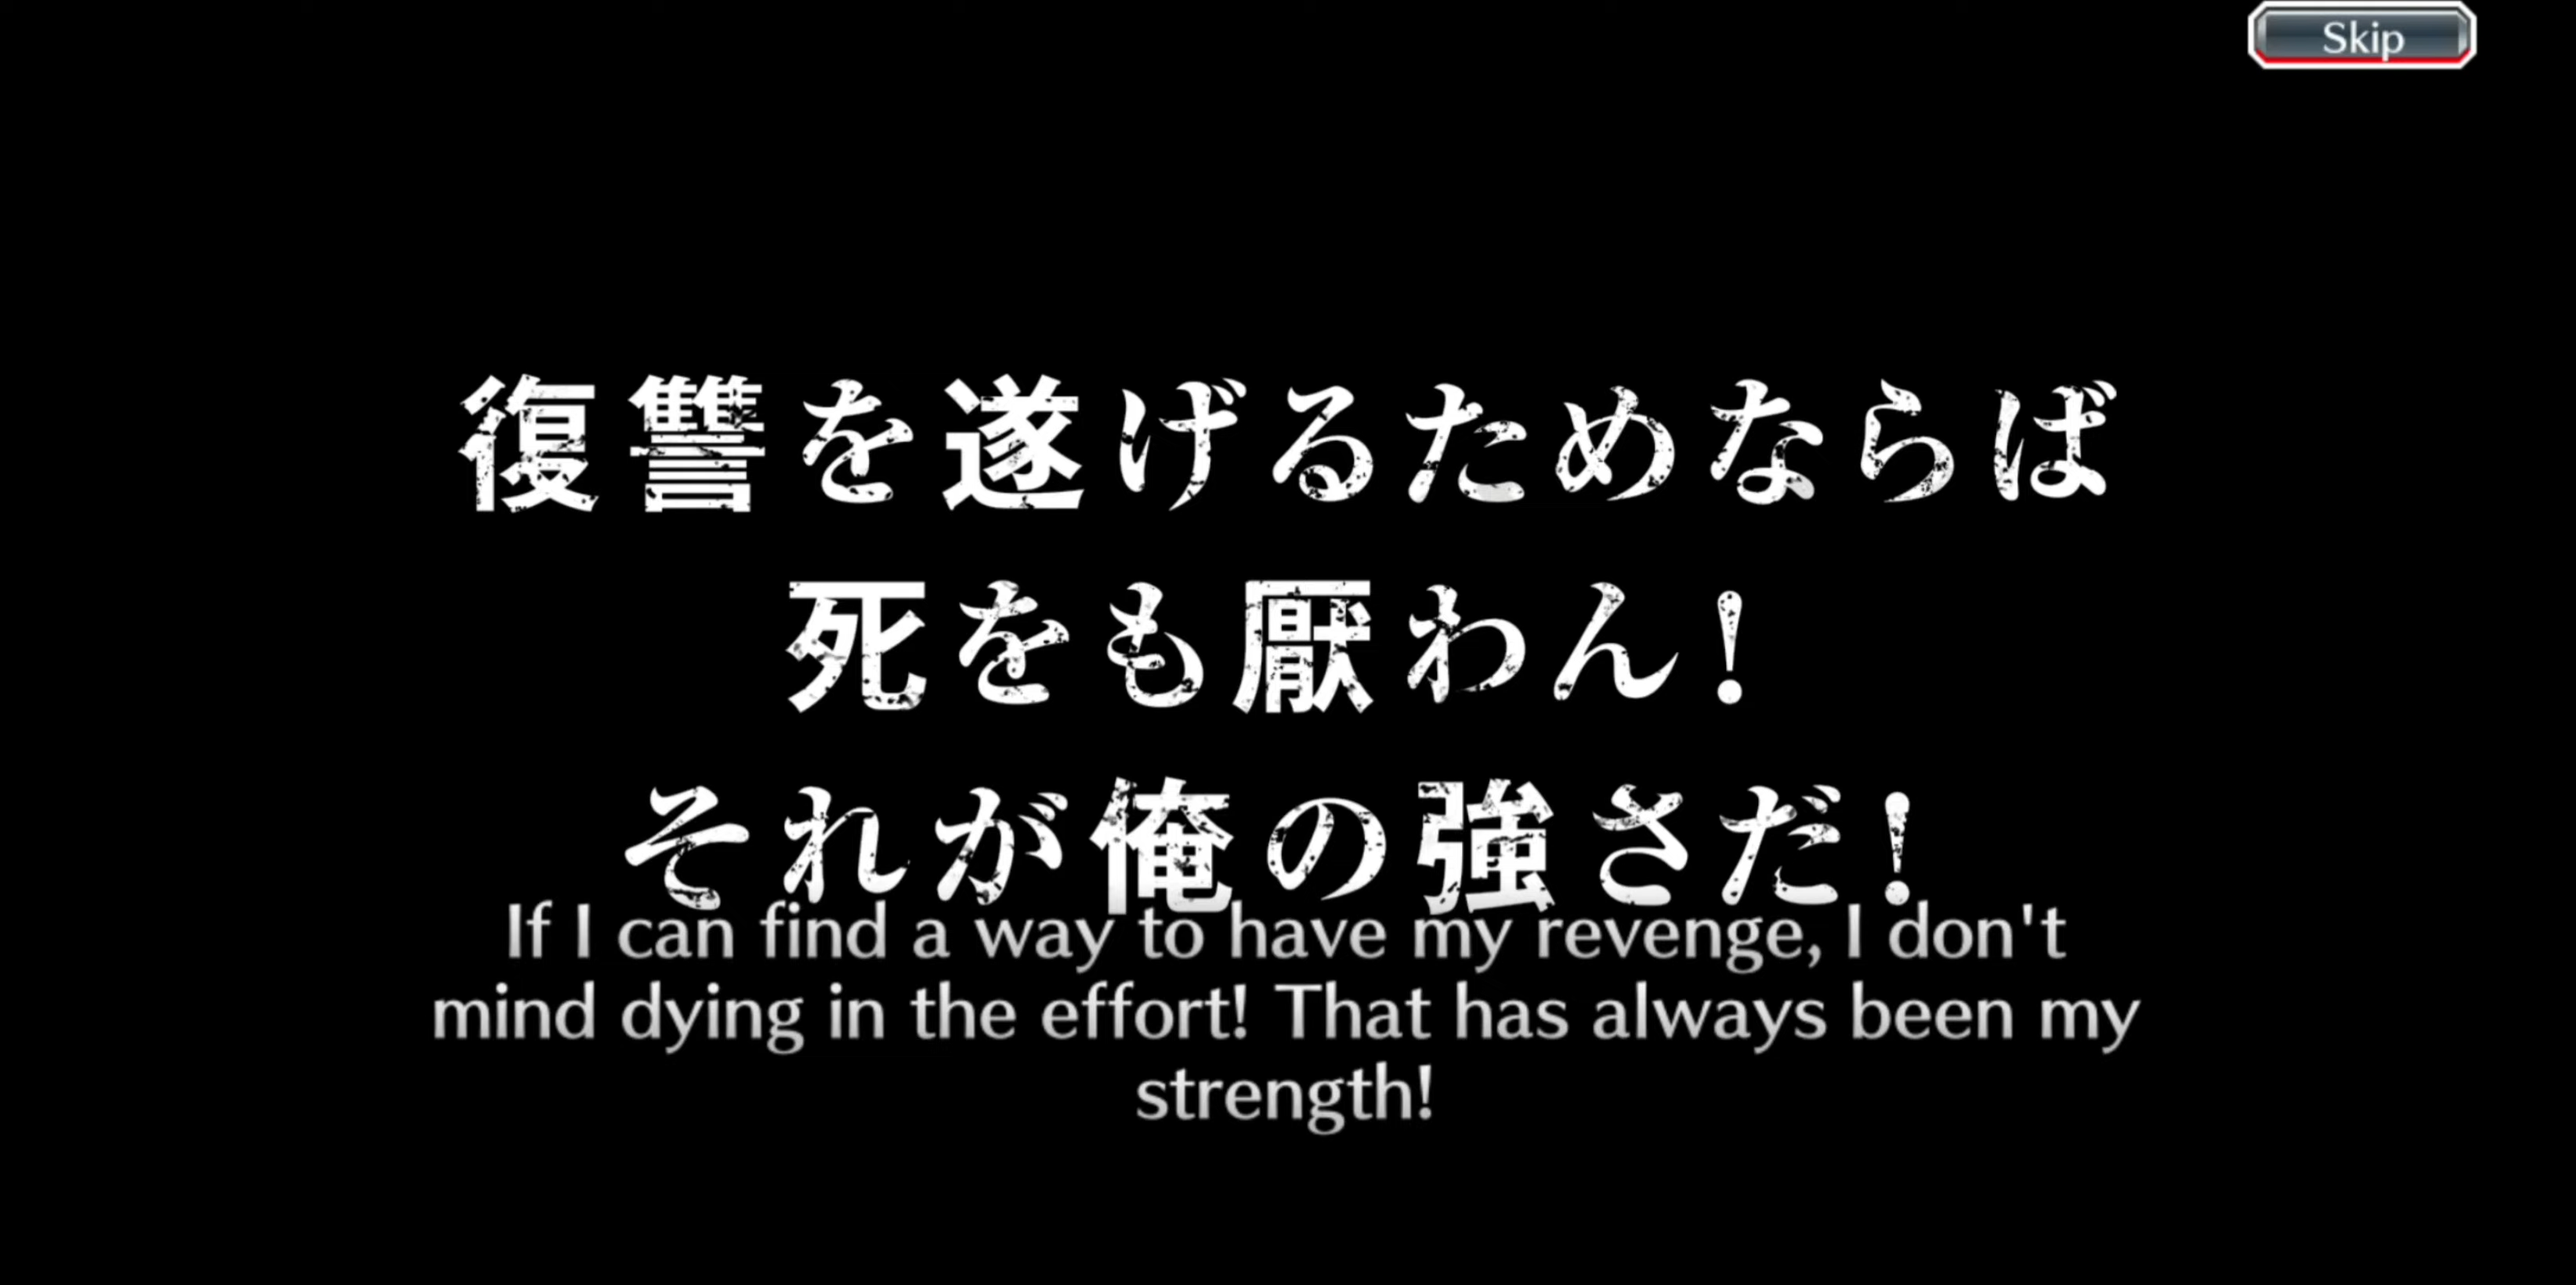 Skip
復讐を遂げるためならば
死をも厭わん！
それが俺の強さだ！
If I can find a way to have my revenge, I don't
mind dying in the effort! That has always been my
strength!